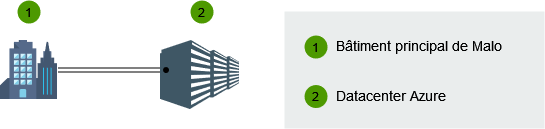 1
2
1 Bâtiment principal de Malo
2 Datacenter Azure